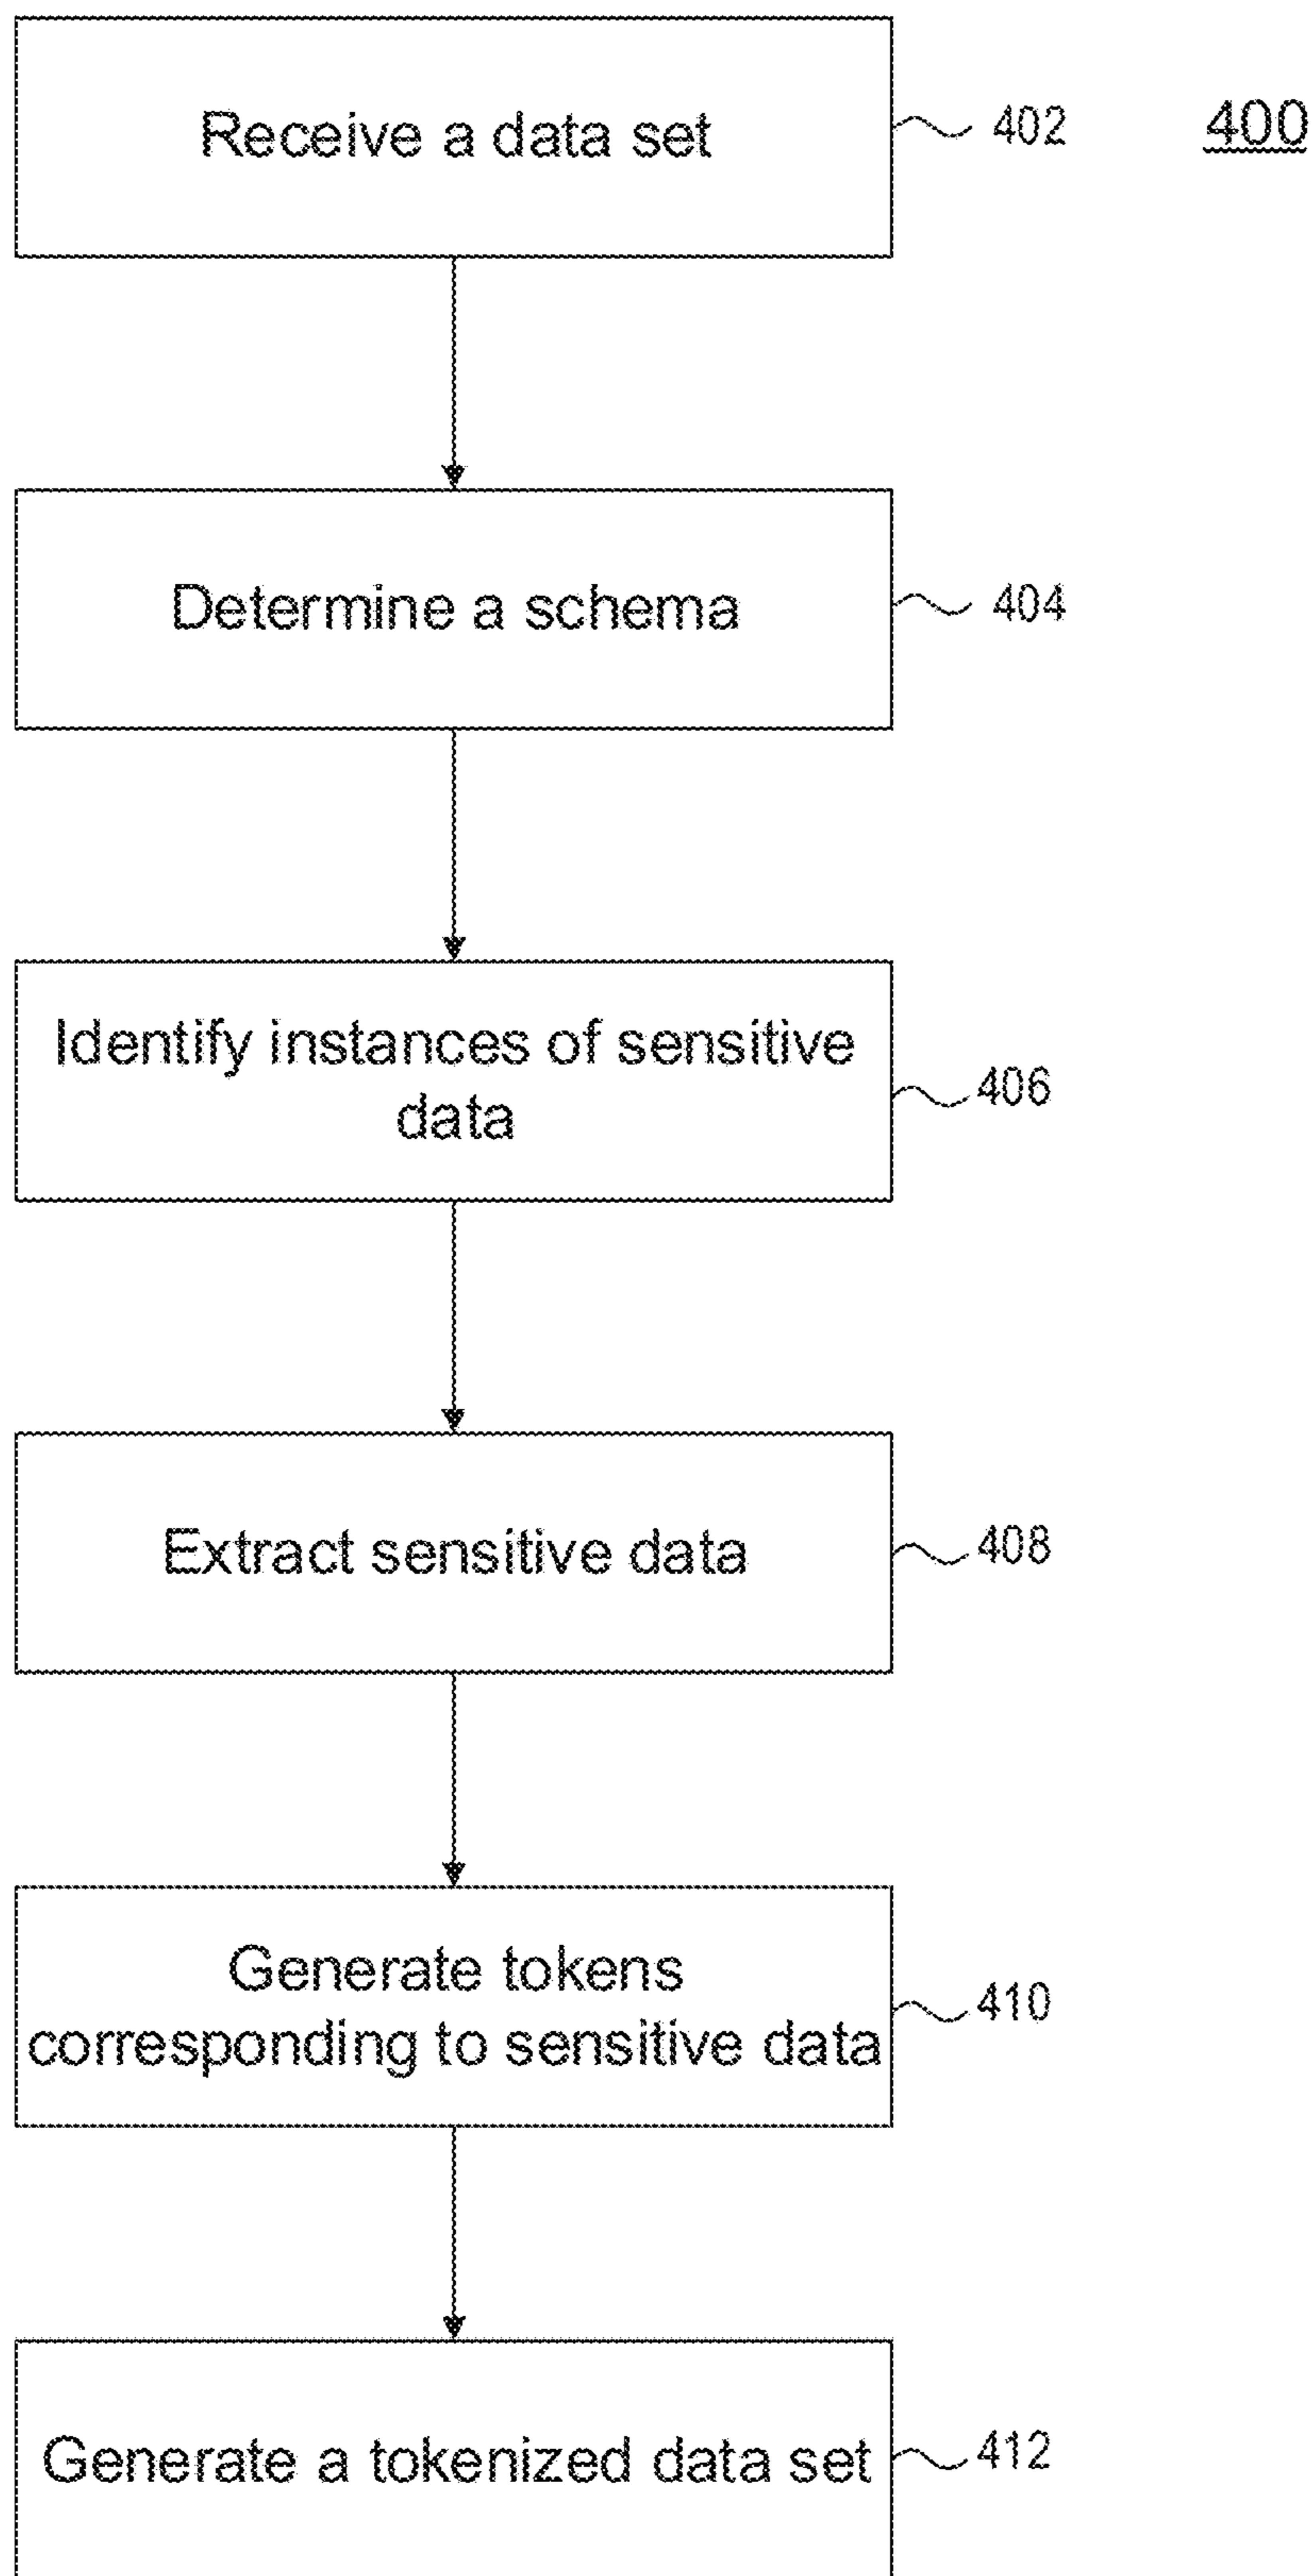 Receive a data set
402
400
Determine a schema
404
Identify instances of sensitive
data
406
Extract sensitive data
408
Generate tokens
corresponding to sensitive data
410
Generate a tokenized data set
412